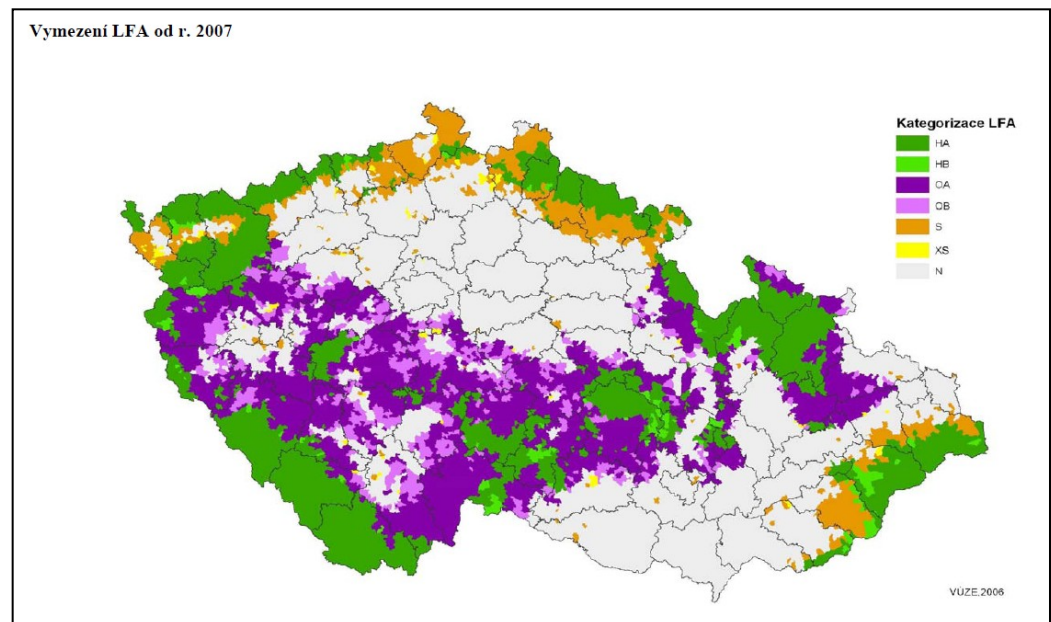 Vymezení LFA od r. 2007
Kategorizace LFA
HA
HB
OA
OB
S
XS
N
VÚZE,2006